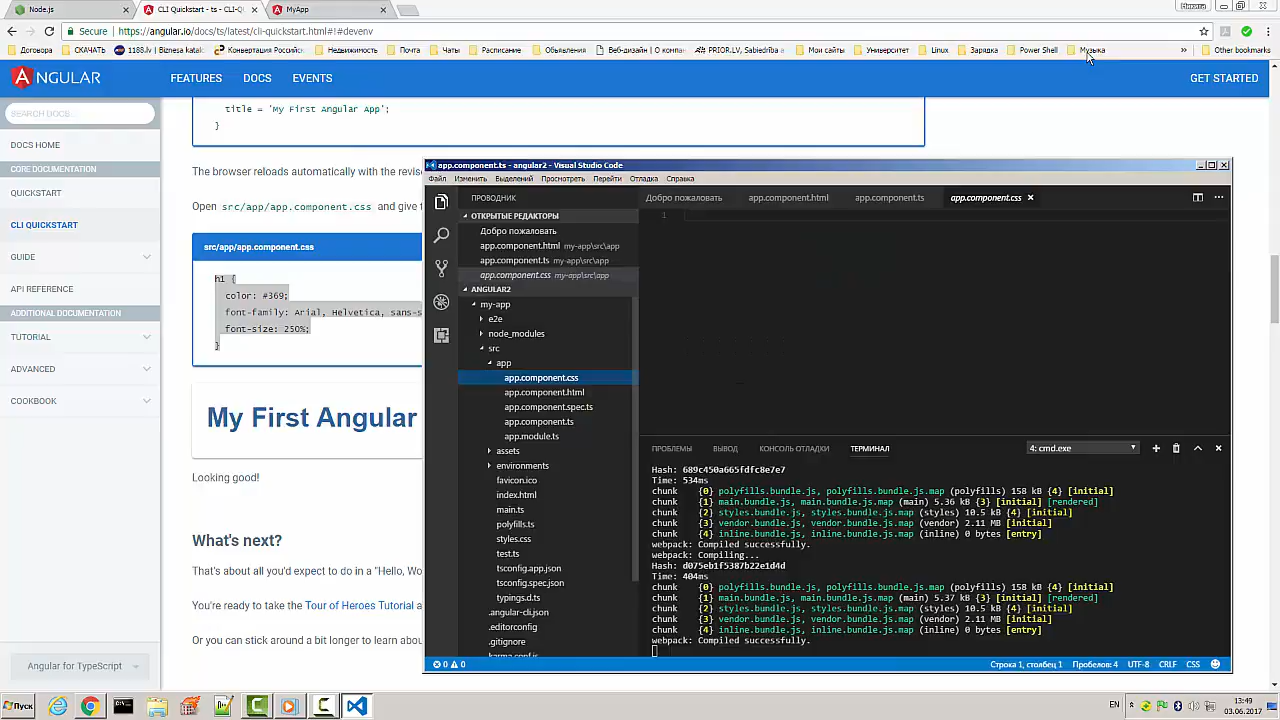 Node.js
CLI Quickstart - ts - CLI-Q
MyApp
Secure
https://angular.io/docs/ts/latest/cli-quickstart.html#!#devenv
Договора
СКАЧАТЬ
1188.lv | Biznesa katalc
Конвертация Россий
Недвижимость
Почта
Чаты
Расписание
Объявления
Веб-дизайн | О компан
PRIOR.LV, Sabiedrība a
Мои сайты
Университет
Linux
Зарядка
Power Shell
Музыка
»
Other bookmarks
ANGULAR
FEATURES
DOCS
EVENTS
GET STARTED
SEARCH DOCS...
DOCS HOME
CORE DOCUMENTATION
QUICKSTART
CLI QUICKSTART
GUIDE
API REFERENCE
ADDITIONAL DOCUMENTATION
TUTORIAL
ADVANCED
COOKBOOK
Angular for TypeScript
title = 'My First Angular App';
}
The browser reloads automatically with the revise
Open src/app/app.component.css and give t
src/app/app.component.css
h1 {
color: #369;
font-family: Arial, Helvetica, sans-s
font-size: 250%;
}
My First Angular
Looking good!
What's next?
That's about all you'd expect to do in a "Hello, Wo
You're ready to take the Tour of Heroes Tutorial a
Or you can stick around a bit longer to learn abou
app.component.ts - angular2 - Visual Studio Code
Файл Изменить Выделений Просмотреть Перейти Отладка Справка
ПРОВОДНИК
ОТКРЫТЫЕ РЕДАКТОРЫ
Добро пожаловать
app.component.html my-app\src\app
app.component.ts my-app\src\app
app.component.css my-app\src\app
ANGULAR2
my-app
e2e
node_modules
src
app
app.component.css
app.component.html
app.component.spec.ts
app.component.ts
app.module.ts
assets
environments
favicon.ico
index.html
main.ts
polyfills.ts
styles.css
test.ts
tsconfig.app.json
tsconfig.spec.json
typings.d.ts
.angular-cli.json
.editorconfig
.gitignore
karma.conf.js
Добро пожаловать app.component.html app.component.ts app.component.css
1
ПРОБЛЕМЫ ВЫВОД КОНСОЛЬ ОТЛАДКИ ТЕРМИНАЛ 4: cmd.exe
Hash: 689c450a665fdfc8e7e7
Time: 534ms
chunk {0} polyfills.bundle.js, polyfills.bundle.js.map (polyfills) 158 kB {4} [initial]
chunk {1} main.bundle.js, main.bundle.js.map (main) 5.36 kB {3} [initial] [rendered]
chunk {2} styles.bundle.js, styles.bundle.js.map (styles) 10.5 kB {4} [initial]
chunk {3} vendor.bundle.js, vendor.bundle.js.map (vendor) 2.11 MB [initial]
chunk {4} inline.bundle.js, inline.bundle.js.map (inline) 0 bytes [entry]
webpack: Compiled successfully.
webpack: Compiling...
Hash: d075eb1f5387b22e1d4d
Time: 404ms
chunk {0} polyfills.bundle.js, polyfills.bundle.js.map (polyfills) 158 kB {4} [initial]
chunk {1} main.bundle.js, main.bundle.js.map (main) 5.37 kB {3} [initial] [rendered]
chunk {2} styles.bundle.js, styles.bundle.js.map (styles) 10.5 kB {4} [initial]
chunk {3} vendor.bundle.js, vendor.bundle.js.map (vendor) 2.11 MB [initial]
chunk {4} inline.bundle.js, inline.bundle.js.map (inline) 0 bytes [entry]
webpack: Compiled successfully.
0 0
Строка 1, столбец 1 Пробелов: 4 UTF-8 CRLF CSS
Пуск
EN
13:49
03.06.2017